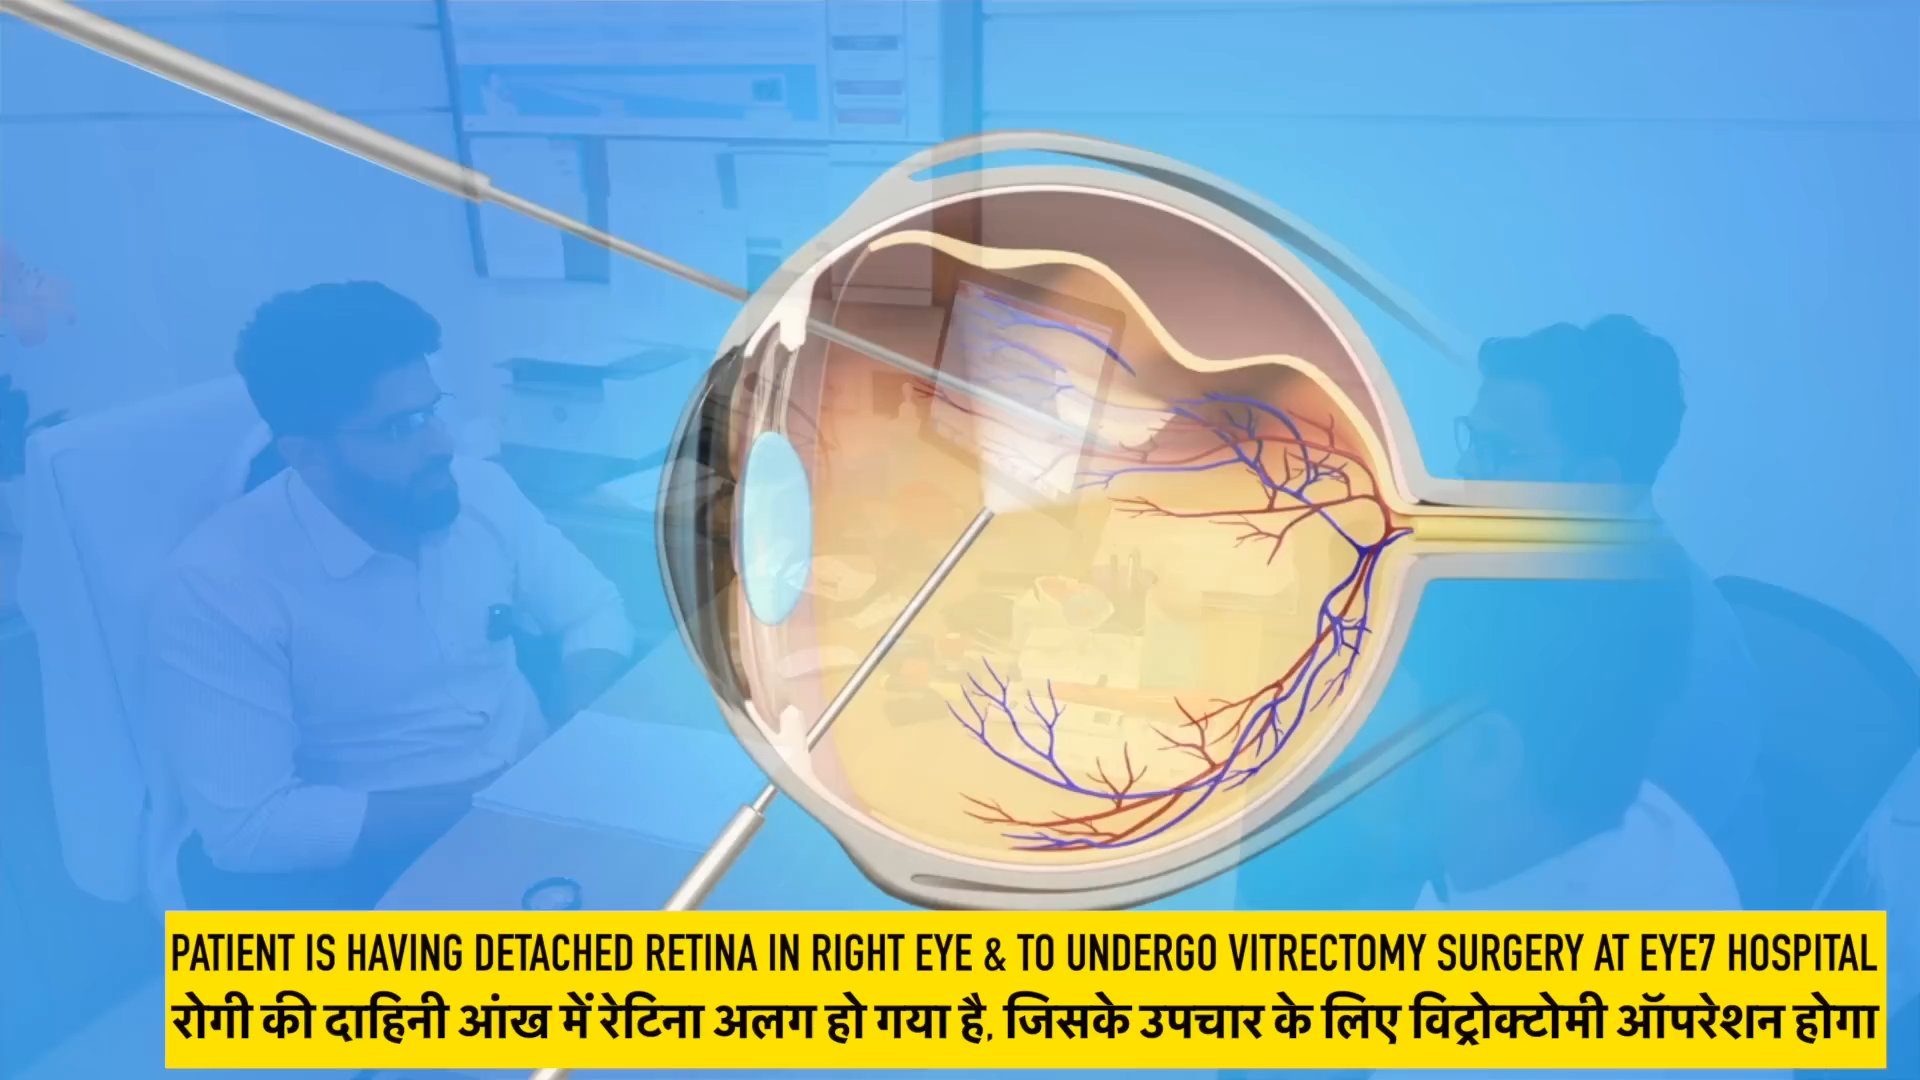 PATIENT IS HAVING DETACHED RETINA IN RIGHT EYE & TO UNDERGO VITRECTOMY SURGERY AT EYE7 HOSPITAL
रोगी की दाहिनी आंख में रेटिना अलग हो गया है, जिसके उपचार के लिए विट्रोक्टोमी ऑपरेशन होगा